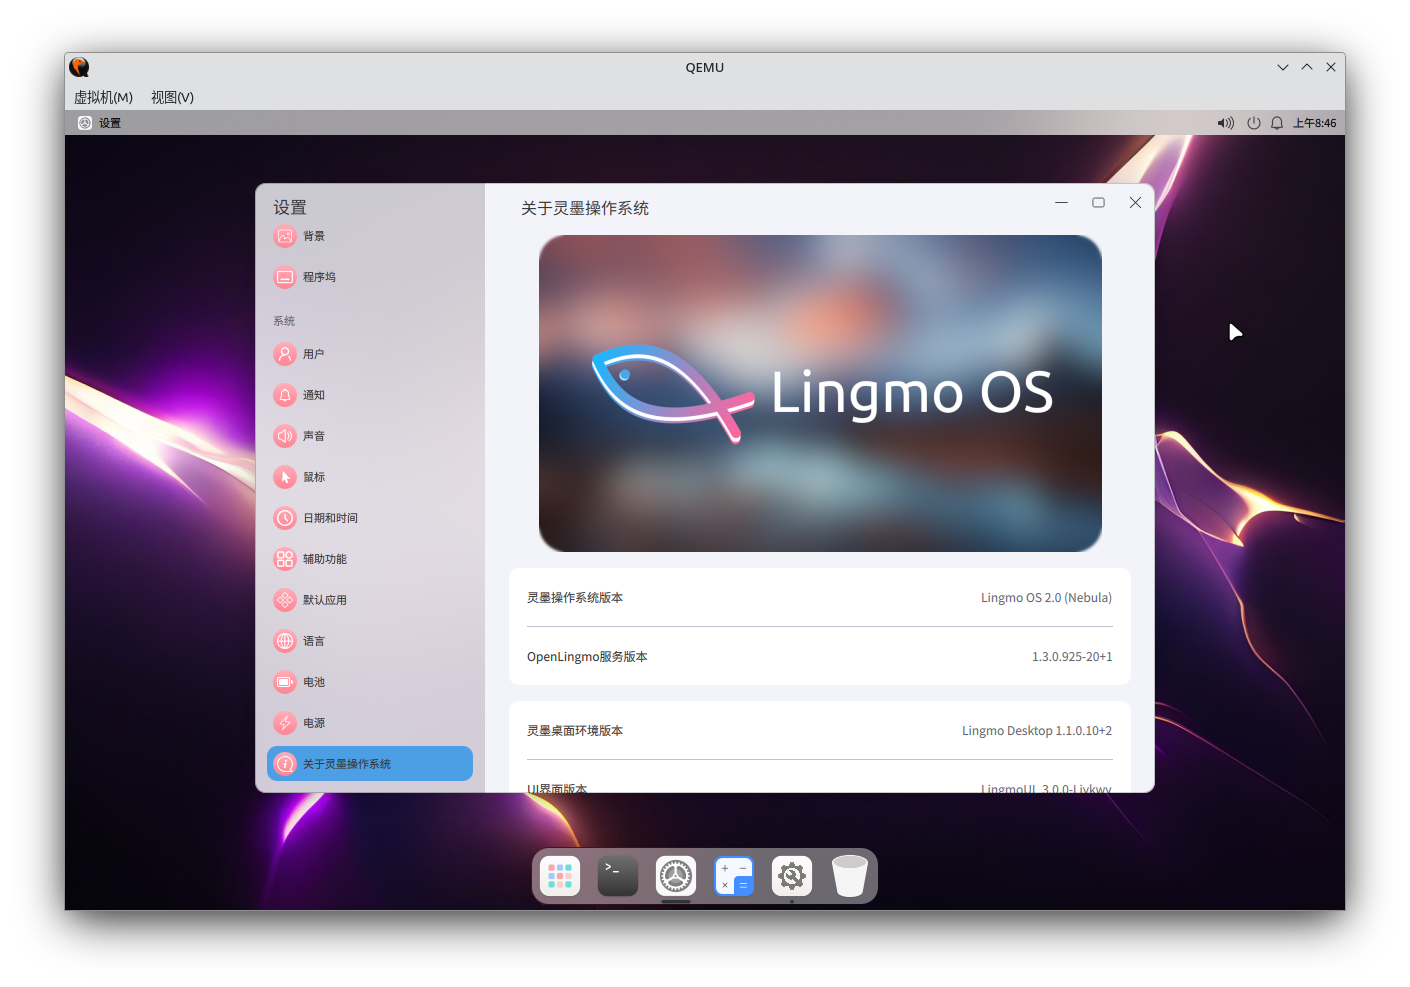 QEMU
虚拟机(M) 视图(V)
设置 上午8:46
设置
背景
程序坞
系统
用户
通知
声音
鼠标
日期和时间
辅助功能
默认应用
语言
电池
电源
关于灵墨操作系统
关于灵墨操作系统
Lingmo OS
灵墨操作系统版本 Lingmo OS 2.0 (Nebula)
OpenLingmo服务版本 1.3.0.925-20+1
灵墨桌面环境版本 Lingmo Desktop 1.1.0.10+2
UI界面版本 LingmoUI 3.0.0-Livkwv
>_